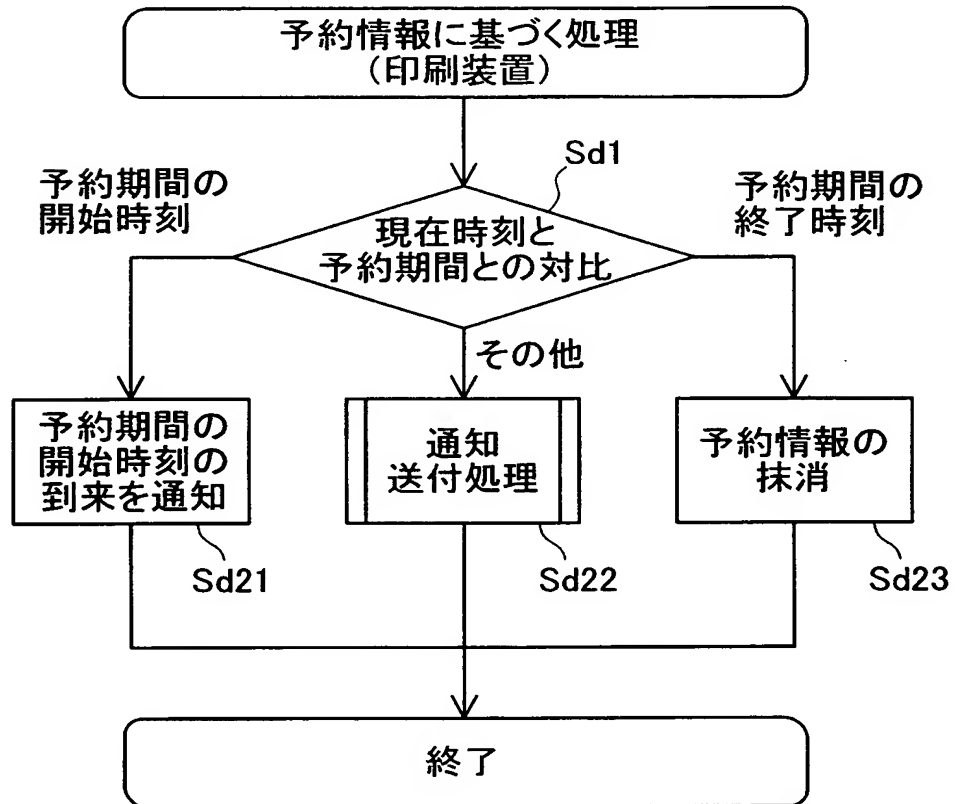 予約情報に基づく処理
（印刷装置）
Sd1
予約期間の
開始時刻
予約期間の
終了時刻
現在時刻と
予約期間との対比
その他
予約期間の
開始時刻の
到来を通知
通知
送付処理
予約情報の
抹消
Sd21
Sd22
Sd23
終了